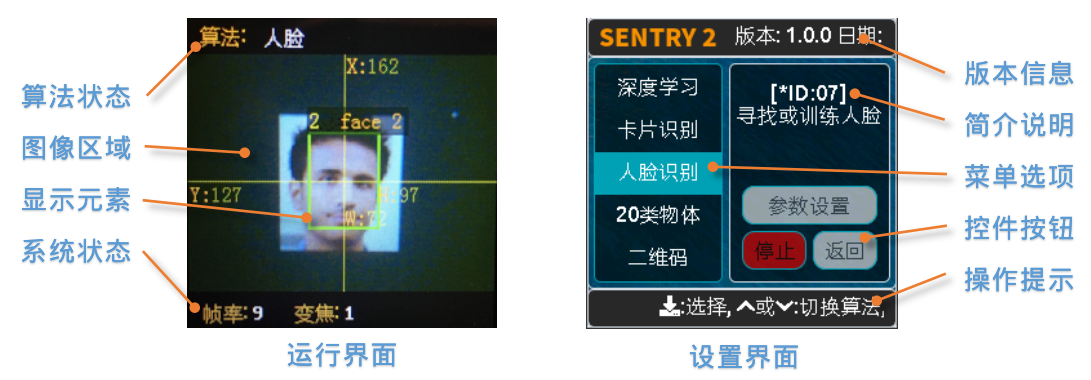 算法: 人脸
X:162
2 face 2
Y:127
H:97
W:72
帧率:9 变焦:1
算法状态
图像区域
显示元素
系统状态
运行界面
SENTRY 2 版本: 1.0.0 日期:
深度学习
卡片识别
人脸识别
20类物体
二维码
[*ID:07]
寻找或训练人脸
参数设置
停止 返回
:选择, 或:切换算法,
版本信息
简介说明
菜单选项
控件按钮
操作提示
设置界面